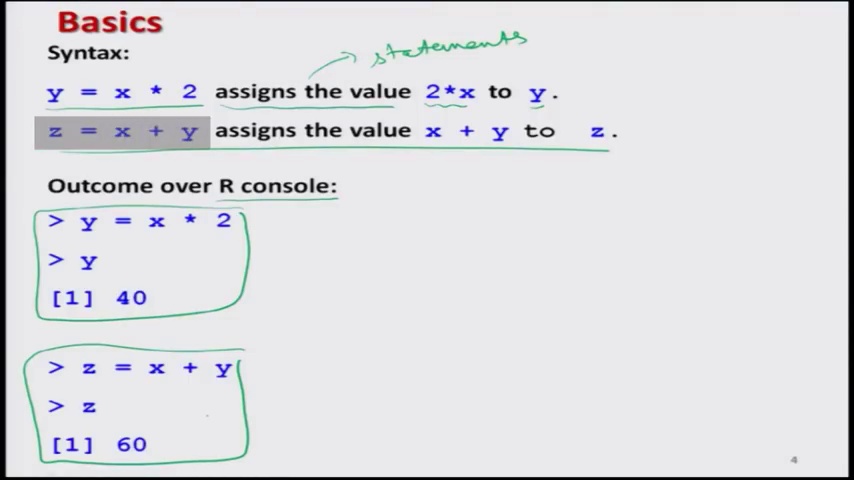 Basics
statements
Syntax:
y = x * 2 assigns the value 2*x to y.
z = x + y assigns the value x + y to z.
Outcome over R console:
> y = x * 2
> y
[1] 40
> z = x + y
> z
[1] 60
4